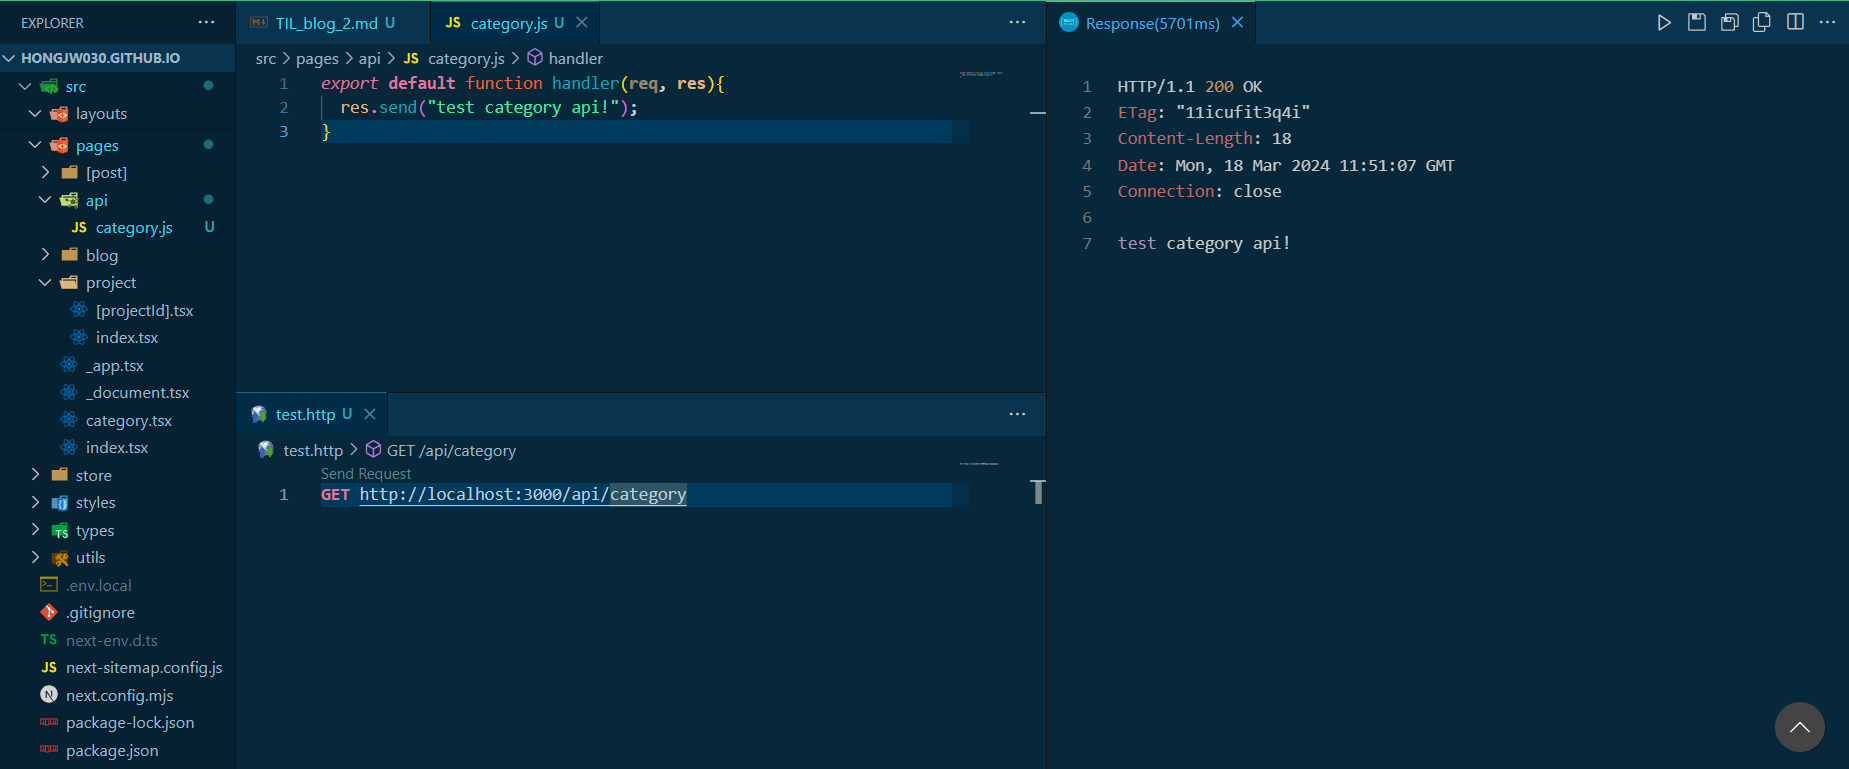 EXPLORER
HONGJW030.GITHUB.IO
src
layouts
pages
[post]
api
JS category.js U
blog
project
[projectId].tsx
index.tsx
_app.tsx
_document.tsx
category.tsx
index.tsx
store
styles
types
utils
.env.local
.gitignore
TS next-env.d.ts
JS next-sitemap.config.js
N next.config.mjs
package-lock.json
package.json
TIL_blog_2.md U
JS category.js U
src > pages > api > JS category.js > handler
1 export default function handler(req, res){
2 res.send("test category api!");
3 }
test.http U
test.http > GET /api/category
Send Request
1 GET http://localhost:3000/api/category
Response(5701ms)
1 HTTP/1.1 200 OK
2 ETag: "11icufit3q4i"
3 Content-Length: 18
4 Date: Mon, 18 Mar 2024 11:51:07 GMT
5 Connection: close
6
7 test category api!